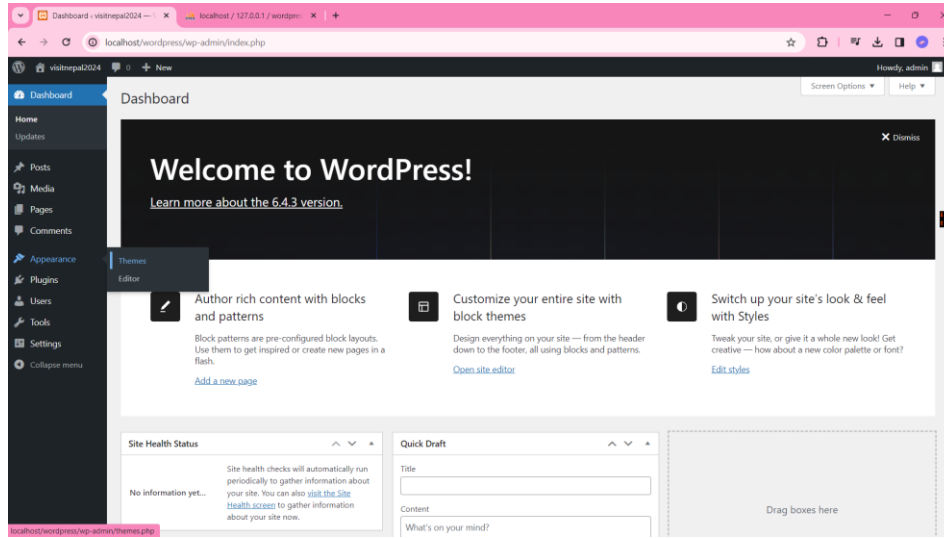 Dashboard ‹ visitnepal2024 — 
localhost / 127.0.0.1 / wordpres
localhost/wordpress/wp-admin/index.php
visitnepal2024 0 New
Howdy, admin
Dashboard
Home
Updates
Posts
Media
Pages
Comments
Appearance
Plugins
Users
Tools
Settings
Collapse menu
Themes
Editor
Screen Options
Help
Dashboard
Dismiss
Welcome to WordPress!
Learn more about the 6.4.3 version.
Author rich content with blocks
and patterns
Block patterns are pre-configured block layouts.
Use them to get inspired or create new pages in a
flash.
Add a new page
Customize your entire site with
block themes
Design everything on your site — from the header
down to the footer, all using blocks and patterns.
Open site editor
Switch up your site's look & feel
with Styles
Tweak your site, or give it a whole new look! Get
creative — how about a new color palette or font?
Edit styles
Site Health Status
No information yet...
Site health checks will automatically run
periodically to gather information about
your site. You can also visit the Site
Health screen to gather information
about your site now.
Quick Draft
Title
Content
What's on your mind?
Drag boxes here
localhost/wordpress/wp-admin/themes.php